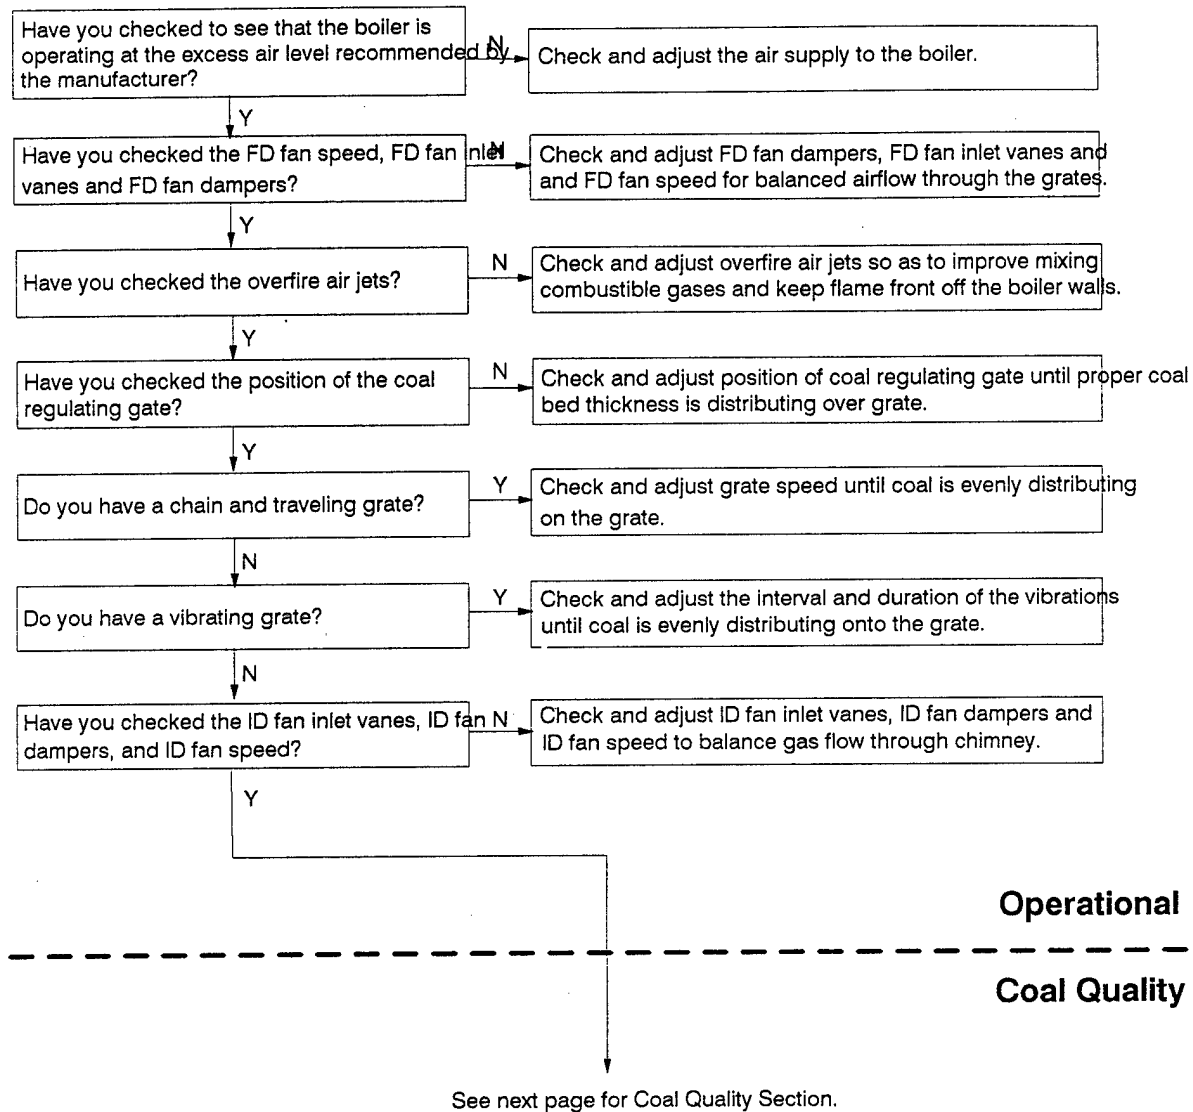 Have you checked to see that the boiler is
operating at the excess air level recommended by
the manufacturer?
N
Check and adjust the air supply to the boiler.
Y
Have you checked the FD fan speed, FD fan inlet
vanes and FD fan dampers?
N
Check and adjust FD fan dampers, FD fan inlet vanes and
and FD fan speed for balanced airflow through the grates.
Y
Have you checked the overfire air jets?
N
Check and adjust overfire air jets so as to improve mixing
combustible gases and keep flame front off the boiler walls.
Y
Have you checked the position of the coal
regulating gate?
N
Check and adjust position of coal regulating gate until proper coal
bed thickness is distributing over grate.
Y
Do you have a chain and traveling grate?
Y
Check and adjust grate speed until coal is evenly distributing
on the grate.
N
Do you have a vibrating grate?
Y
Check and adjust the interval and duration of the vibrations
until coal is evenly distributing onto the grate.
N
Have you checked the ID fan inlet vanes, ID fan
dampers, and ID fan speed?
N
Check and adjust ID fan inlet vanes, ID fan dampers and
ID fan speed to balance gas flow through chimney.
Y
Operational
Coal Quality
See next page for Coal Quality Section.